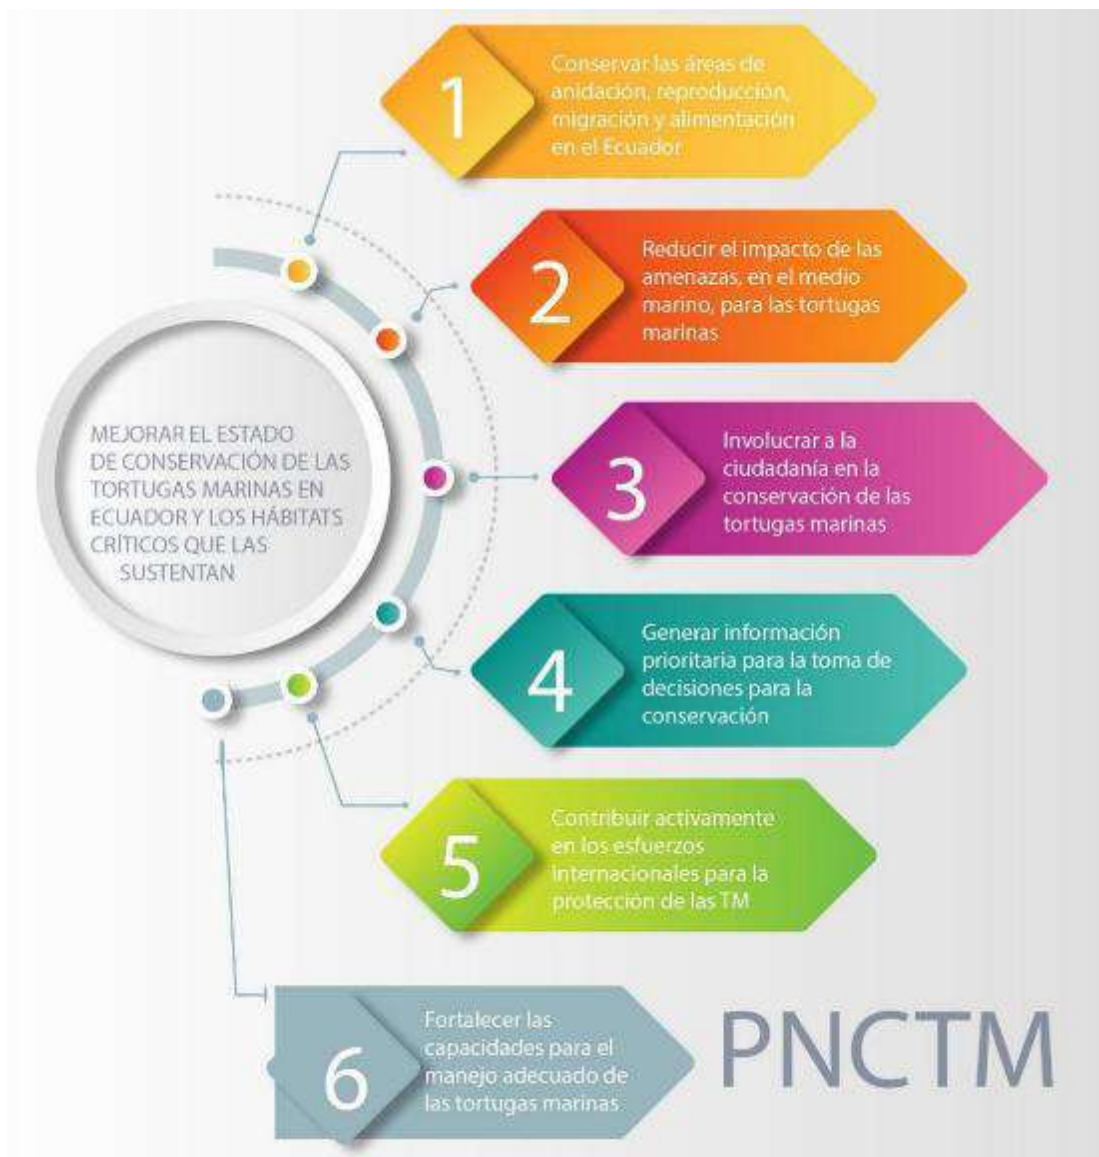 1
Conservar las áreas de
anidación, reproducción,
migración y alimentación
en el Ecuador
2
Reducir el impacto de las
amenazas, en el medio
marino, para las tortugas
marinas
MEJORAR EL ESTADO
DE CONSERVACIÓN DE LAS
TORTUGAS MARINAS EN
ECUADOR Y LOS HÁBITATS
CRÍTICOS QUE LAS
SUSTENTAN
3
Involucrar a la
ciudadanía en la
conservación de las
tortugas marinas
4
Generar información
prioritaria para la toma de
decisiones para la
conservación
5
Contribuir activamente
en los esfuerzos
internacionales para la
protección de las TM
6
Fortalecer las
capacidades para el
manejo adecuado de
las tortugas marinas
PNCTM